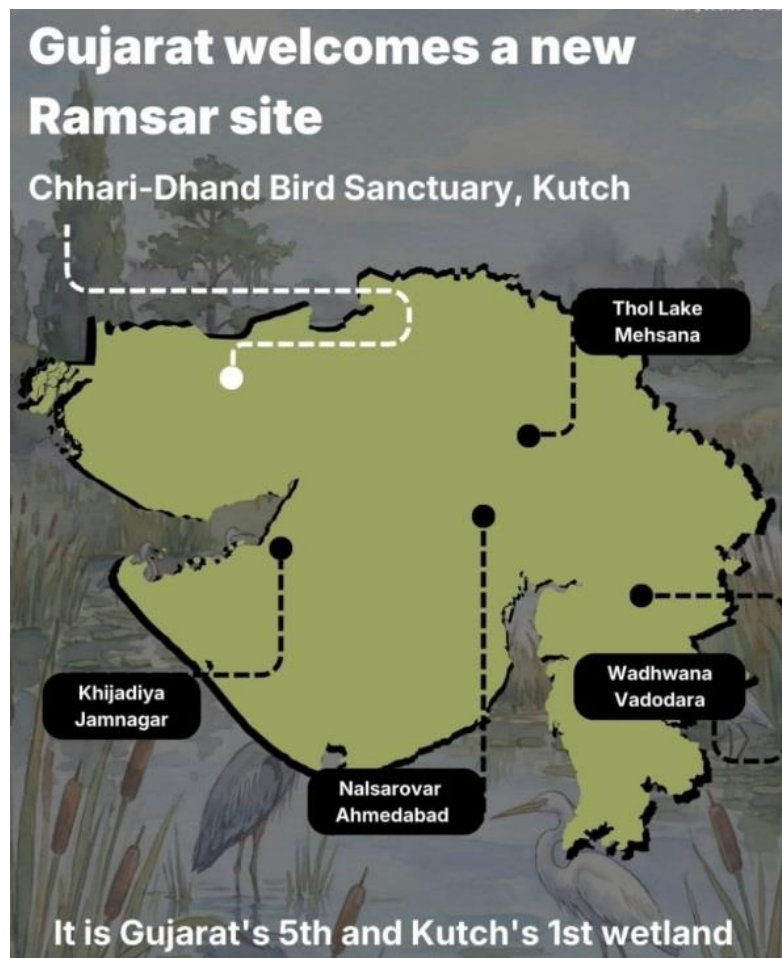 Gujarat welcomes a new
Ramsar site
Chhari-Dhand Bird Sanctuary, Kutch
Thol Lake
Mehsana
Khijadiya
Jamnagar
Wadhwana
Vadodara
Nalsarovar
Ahmedabad
It is Gujarat's 5th and Kutch's 1st wetland